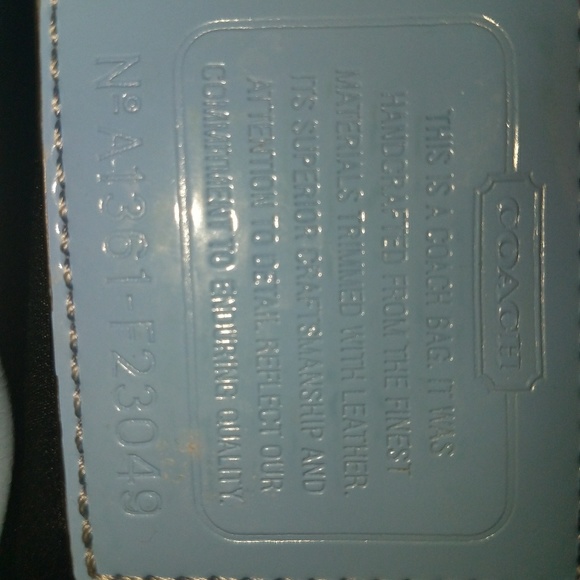 COACH
THIS IS A COACH BAG. IT WAS
HANDCRAFTED FROM THE FINEST
MATERIALS TRIMMED WITH LEATHER.
ITS SUPERIOR CRAFTSMANSHIP AND
ATTENTION TO DETAIL REFLECT OUR
COMMITMENT TO ENDURING QUALITY.
Nº A1361-F23049